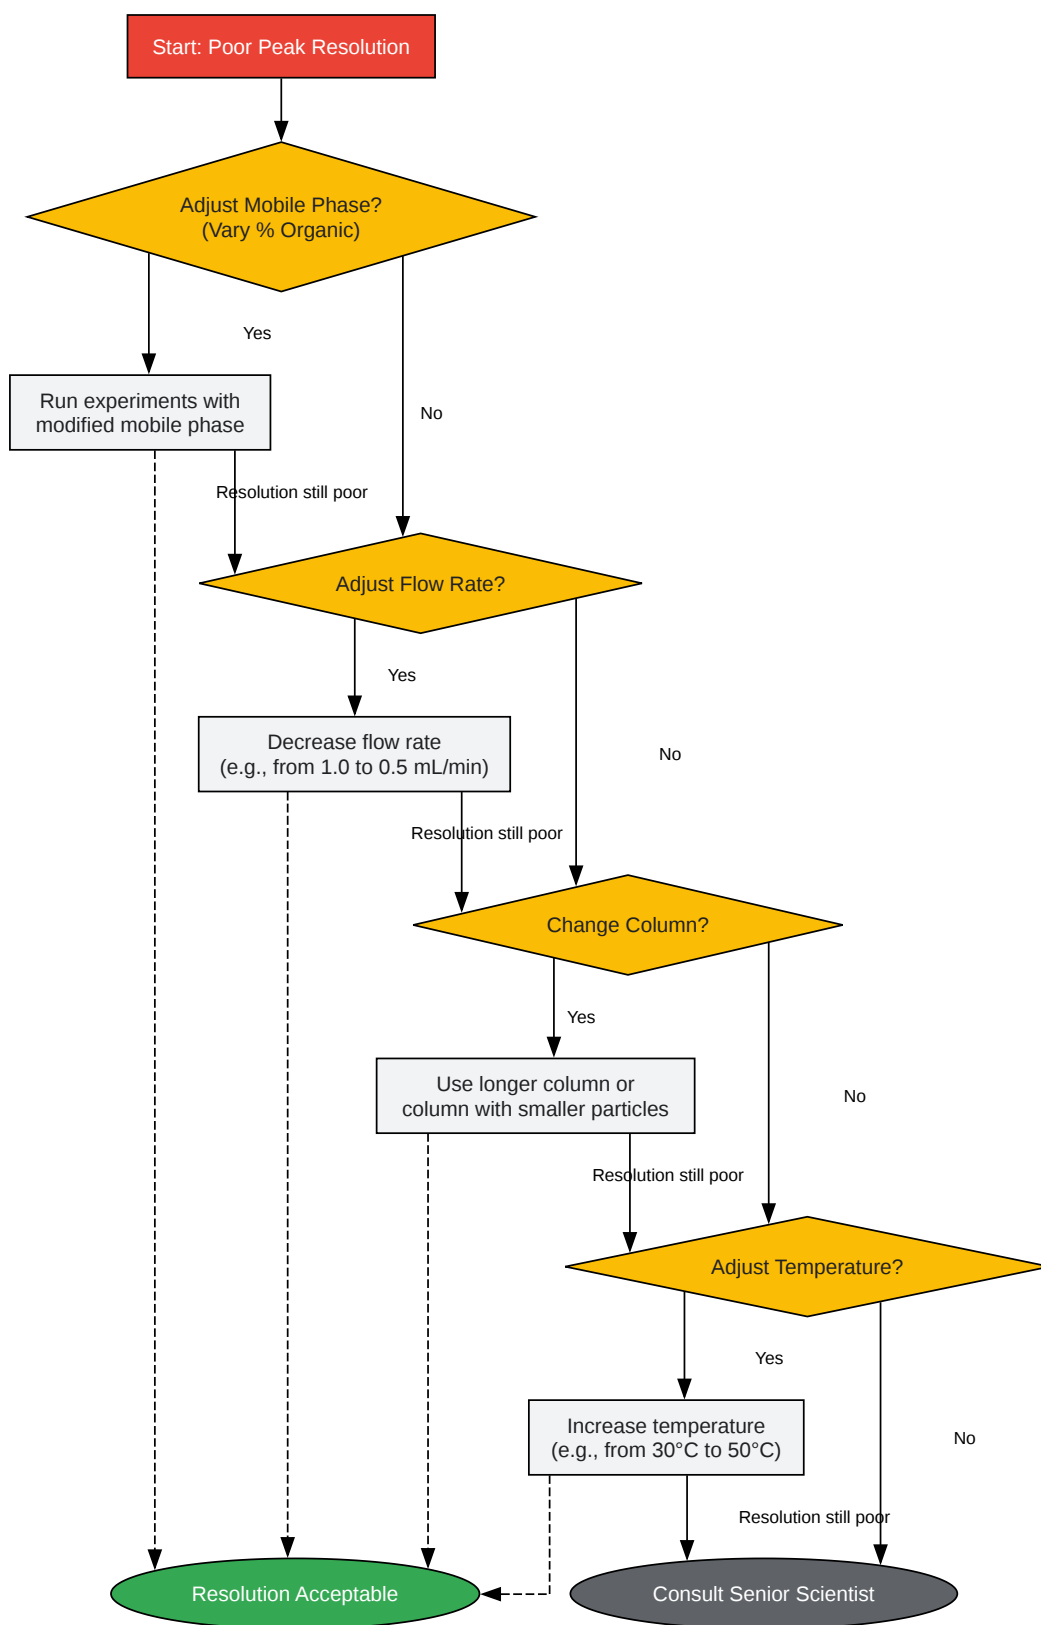 Start: Poor Peak Resolution
Adjust Mobile Phase?
(Vary % Organic)
Yes
Run experiments with
modified mobile phase
No
Resolution still poor
Adjust Flow Rate?
Yes
Decrease flow rate
(e.g., from 1.0 to 0.5 mL/min)
No
Resolution still poor
Change Column?
Yes
Use longer column or
column with smaller particles
No
Resolution still poor
Adjust Temperature?
Yes
Increase temperature
(e.g., from 30°C to 50°C)
No
Resolution still poor
Resolution Acceptable
Consult Senior Scientist